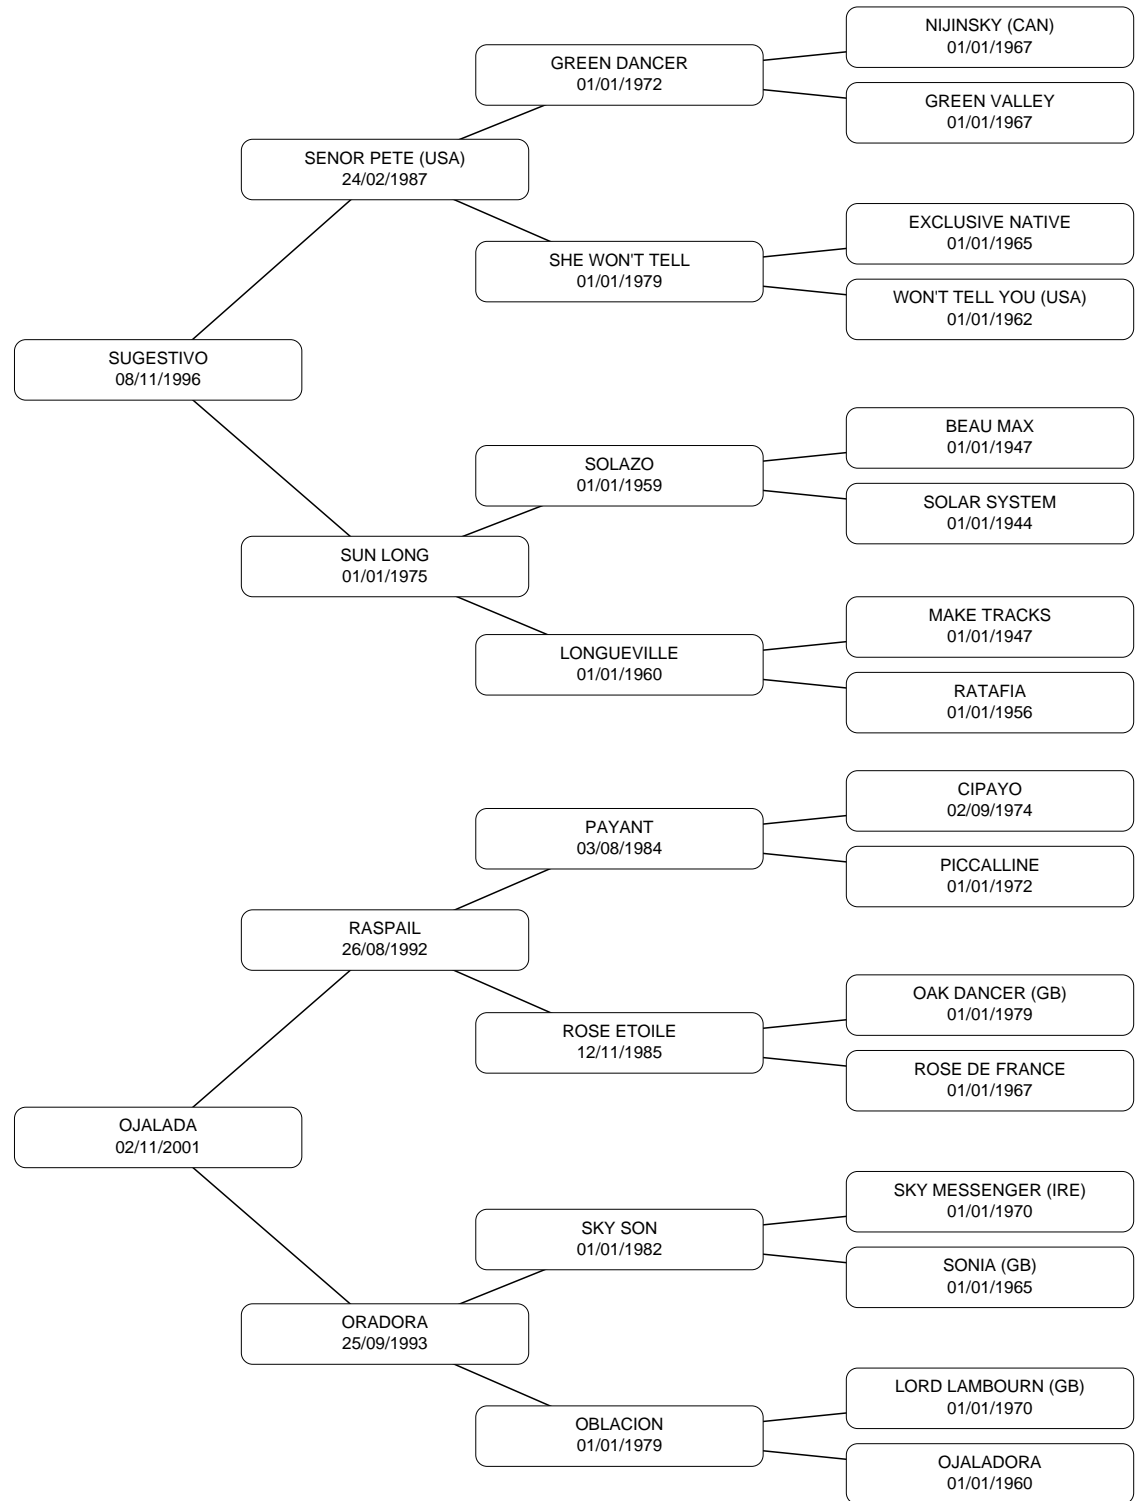 NIJINSKY (CAN)
01/01/1967
GREEN DANCER
01/01/1972
GREEN VALLEY
01/01/1967
SENOR PETE (USA)
24/02/1987
EXCLUSIVE NATIVE
01/01/1965
SHE WON'T TELL
01/01/1979
WON'T TELL YOU (USA)
01/01/1962
SUGESTIVO
08/11/1996
BEAU MAX
01/01/1947
SOLAZO
01/01/1959
SOLAR SYSTEM
01/01/1944
SUN LONG
01/01/1975
MAKE TRACKS
01/01/1947
LONGUEVILLE
01/01/1960
RATAFIA
01/01/1956
CIPAYO
02/09/1974
PAYANT
03/08/1984
PICCALLINE
01/01/1972
RASPAIL
26/08/1992
OAK DANCER (GB)
01/01/1979
ROSE ETOILE
12/11/1985
ROSE DE FRANCE
01/01/1967
OJALADA
02/11/2001
SKY MESSENGER (IRE)
01/01/1970
SKY SON
01/01/1982
SONIA (GB)
01/01/1965
ORADORA
25/09/1993
LORD LAMBOURN (GB)
01/01/1970
OBLACION
01/01/1979
OJALADORA
01/01/1960